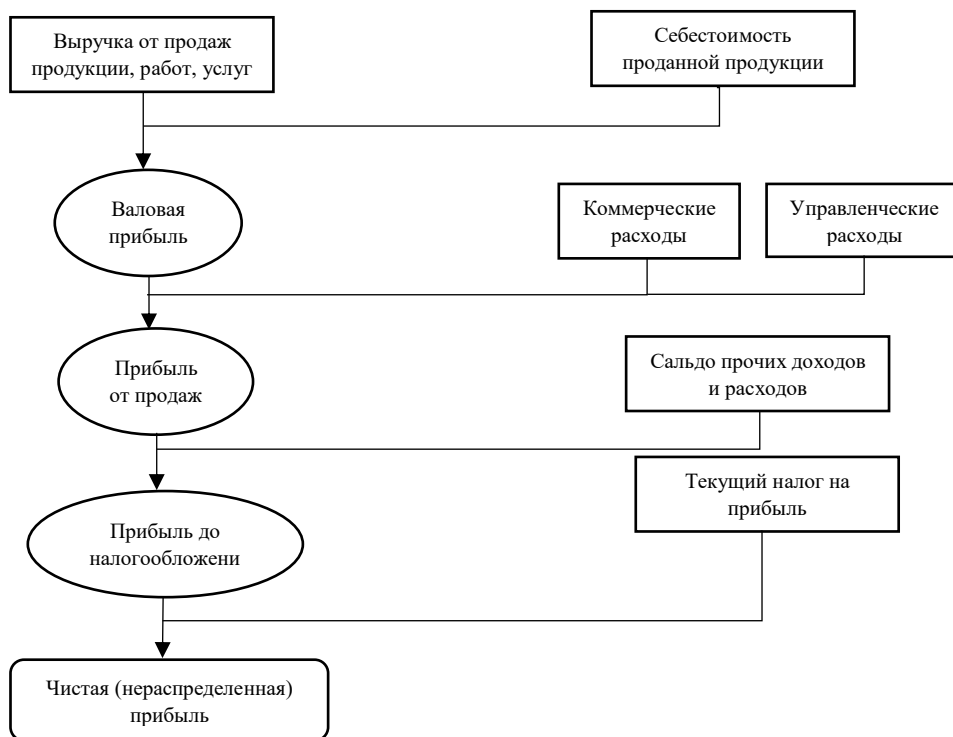 Выручка от продаж
продукции, работ, услуг
Себестоимость
проданной продукции
Валовая
прибыль
Коммерческие
расходы
Управленческие
расходы
Прибыль
от продаж
Сальдо прочих доходов
и расходов
Текущий налог на
прибыль
Прибыль до
налогообложени
Чистая (нераспределенная)
прибыль